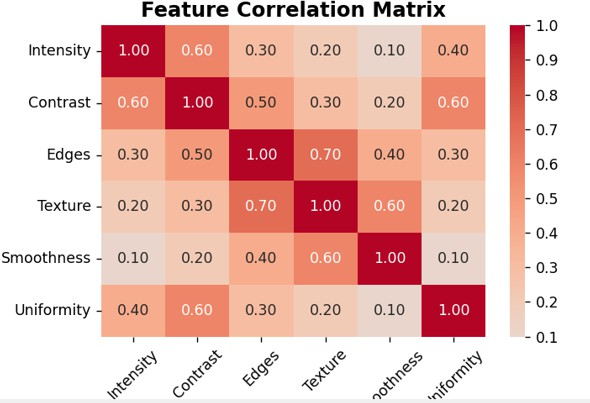 Feature Correlation Matrix
Intensity 1.00 0.60 0.30 0.20 0.10 0.40
Contrast 0.60 1.00 0.50 0.30 0.20 0.60
Edges 0.30 0.50 1.00 0.70 0.40 0.30
Texture 0.20 0.30 0.70 1.00 0.60 0.20
Smoothness 0.10 0.20 0.40 0.60 1.00 0.10
Uniformity 0.40 0.60 0.30 0.20 0.10 1.00
Intensity Contrast Edges Texture oothness niformity
1.0
0.9
0.8
0.7
0.6
0.5
0.4
0.3
0.2
0.1